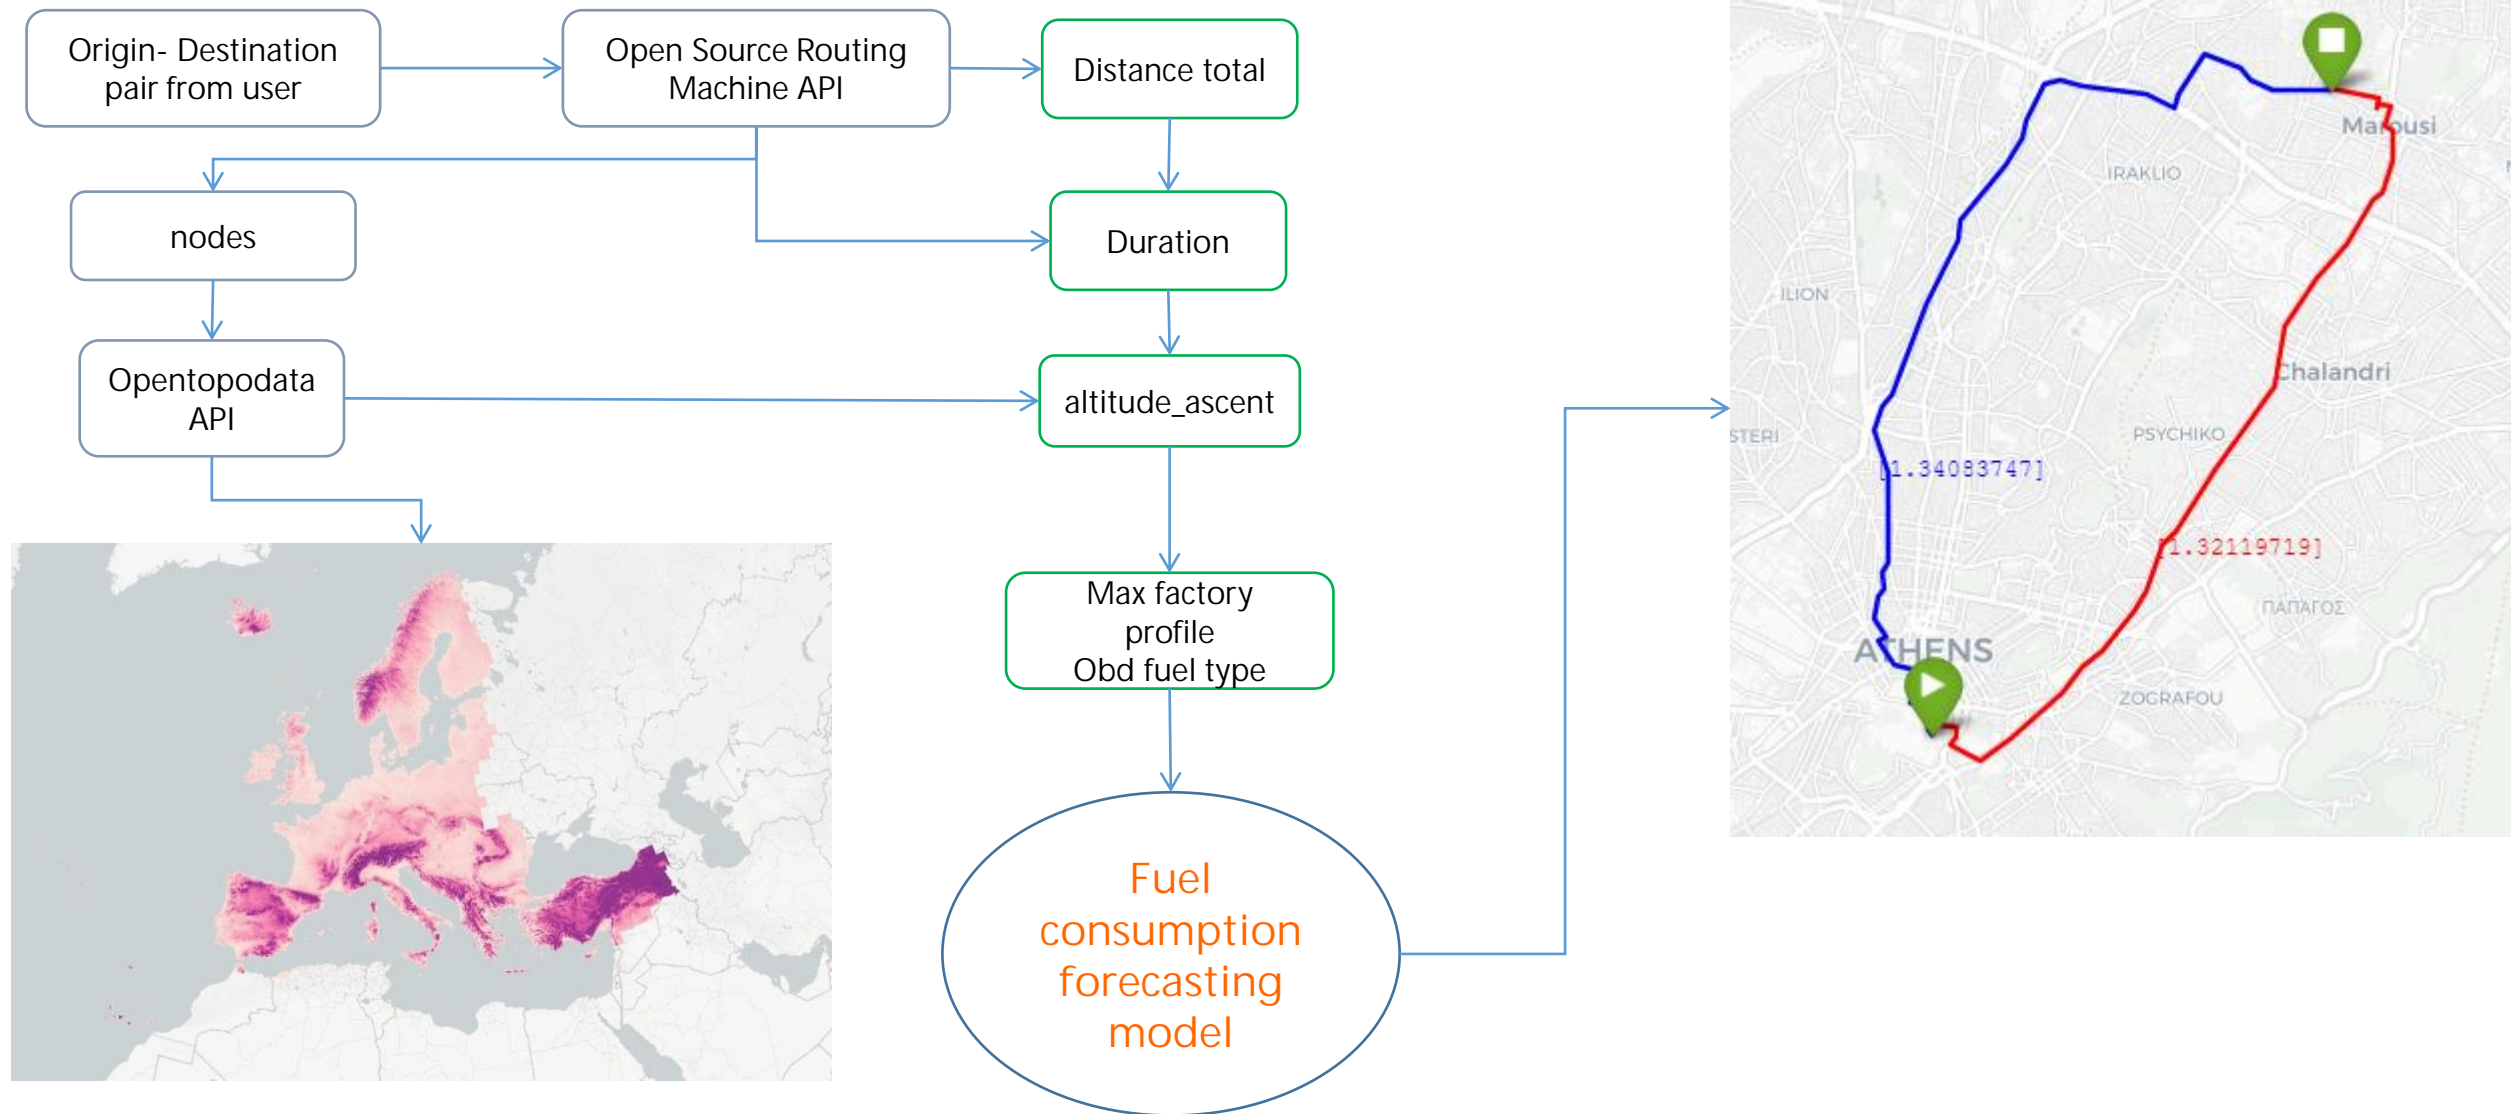 Origin- Destination
pair from user
Open Source Routing
Machine API
Distance total
nodes
Duration
Opentopodata
API
altitude_ascent
Max factory
profile
Obd fuel type
Fuel
consumption
forecasting
model
Marousi
IRAKLIO
ILION
Chalandri
STERI
PSYCHIKO
[1.34083747]
[1.32119719]
ΠΑΠΑΓΟΣ
ATHENS
ZOGRAFOU